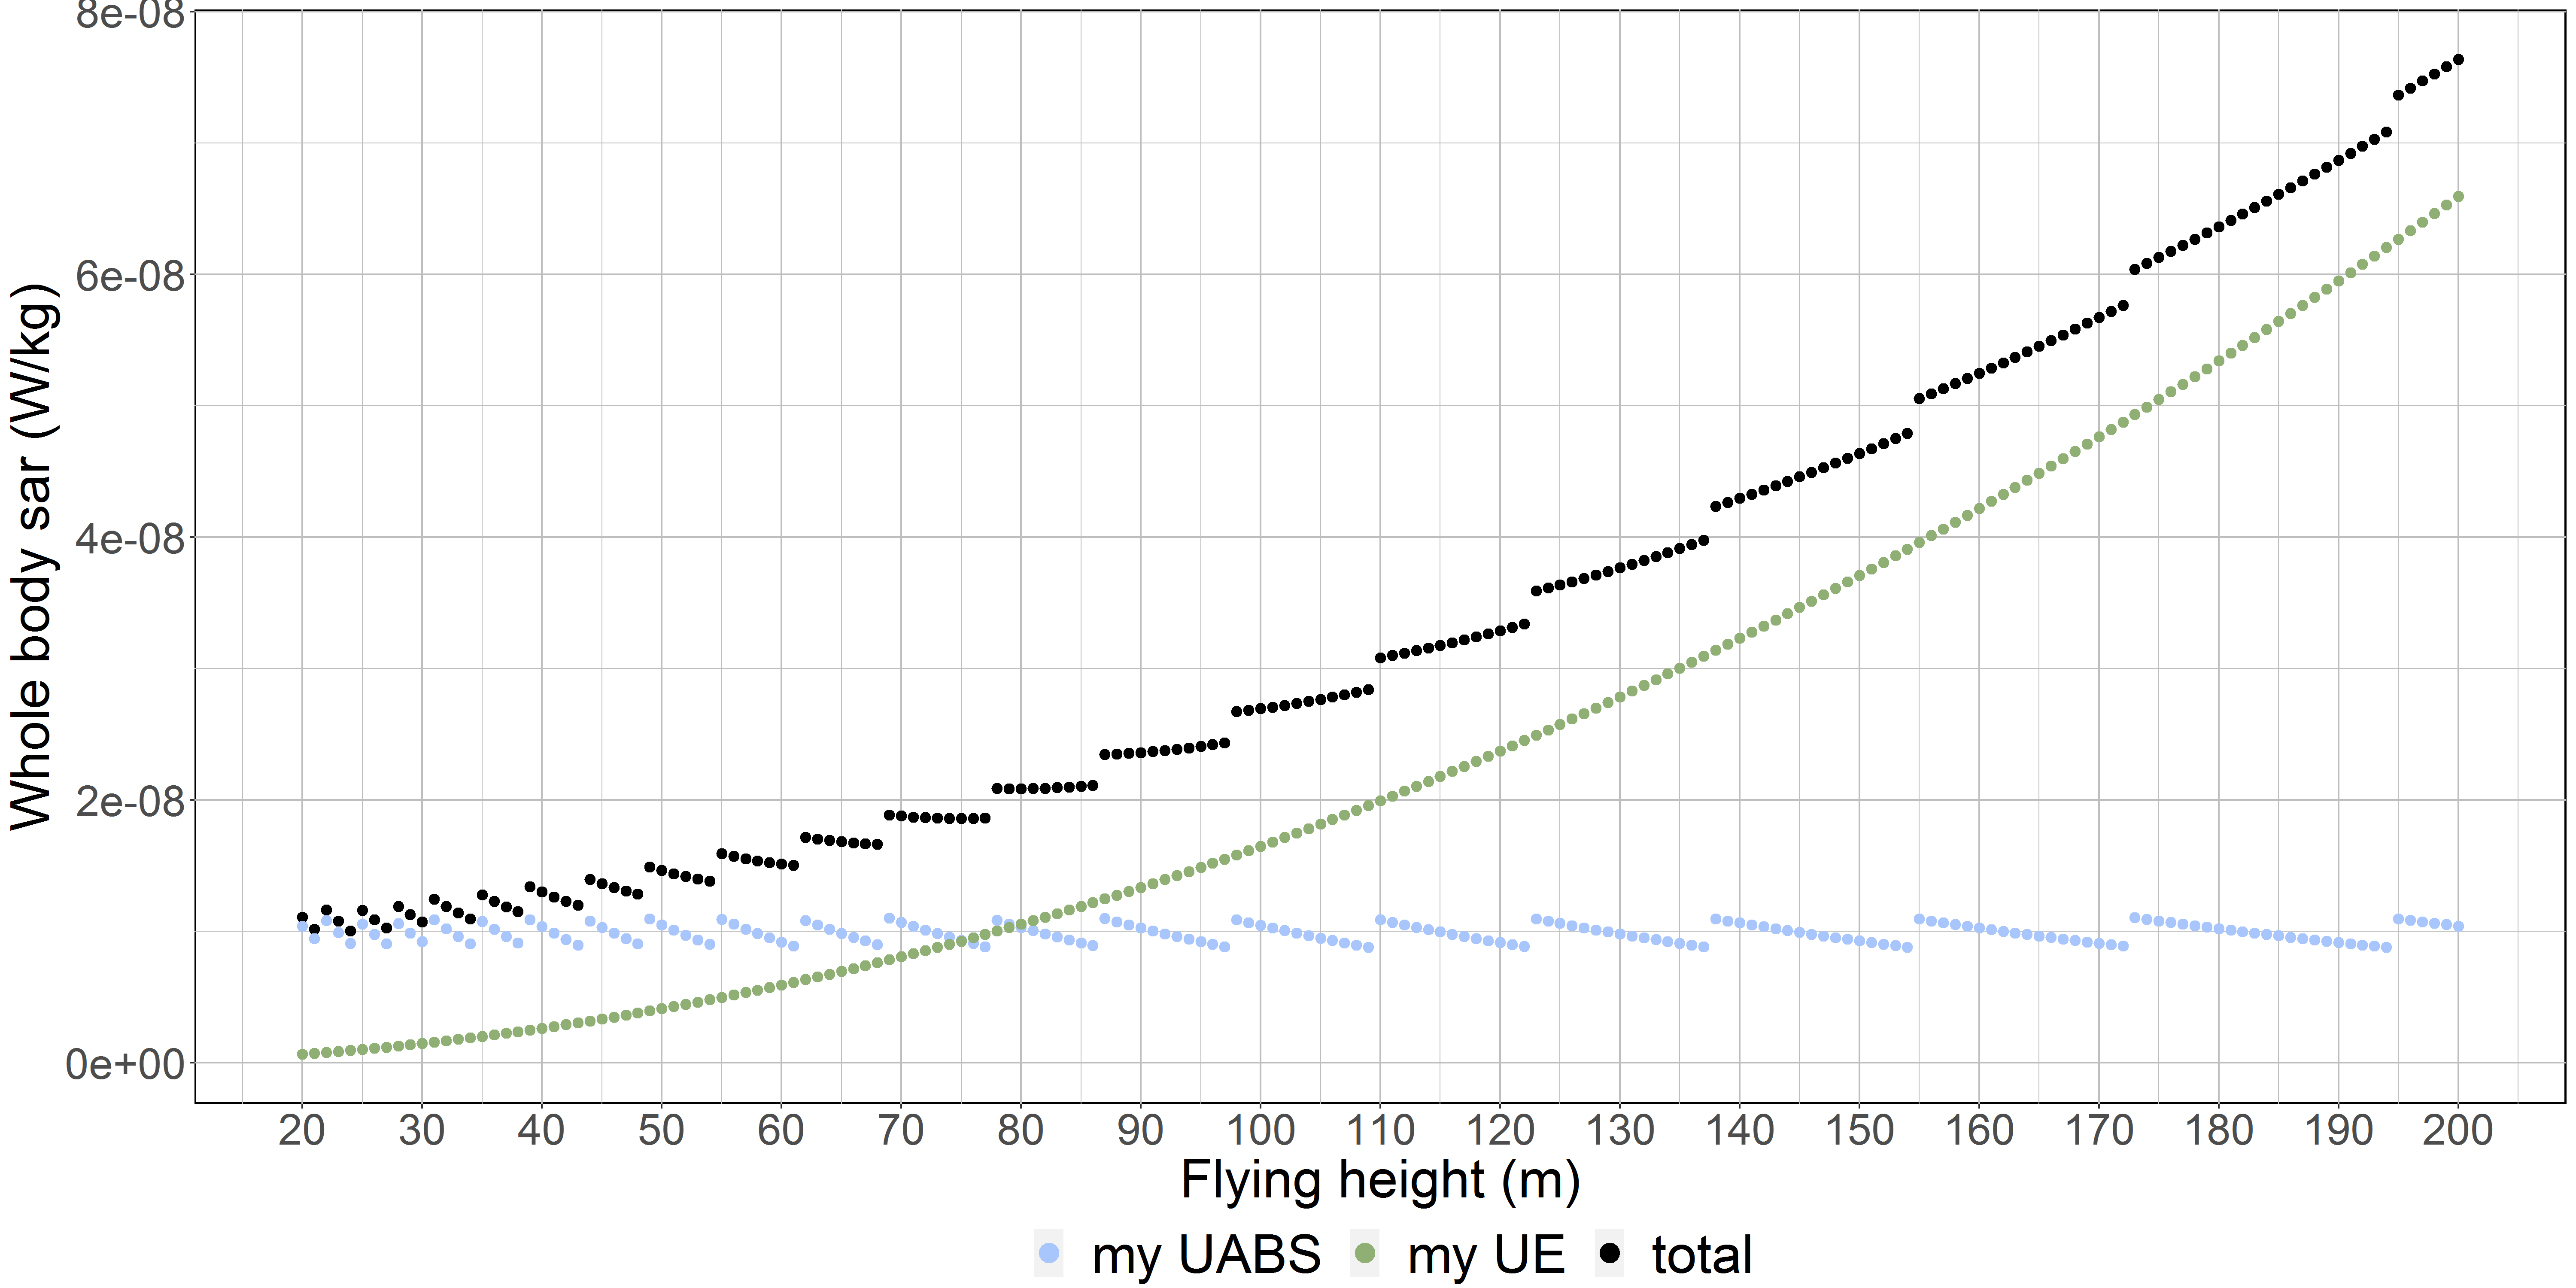 Whole body sar (W/kg)
8e-08
6e-08
4e-08
2e-08
0e+00
20 30 40 50 60 70 80 90 100 110 120 130 140 150 160 170 180 190 200
Flying height (m)
my UABS my UE total